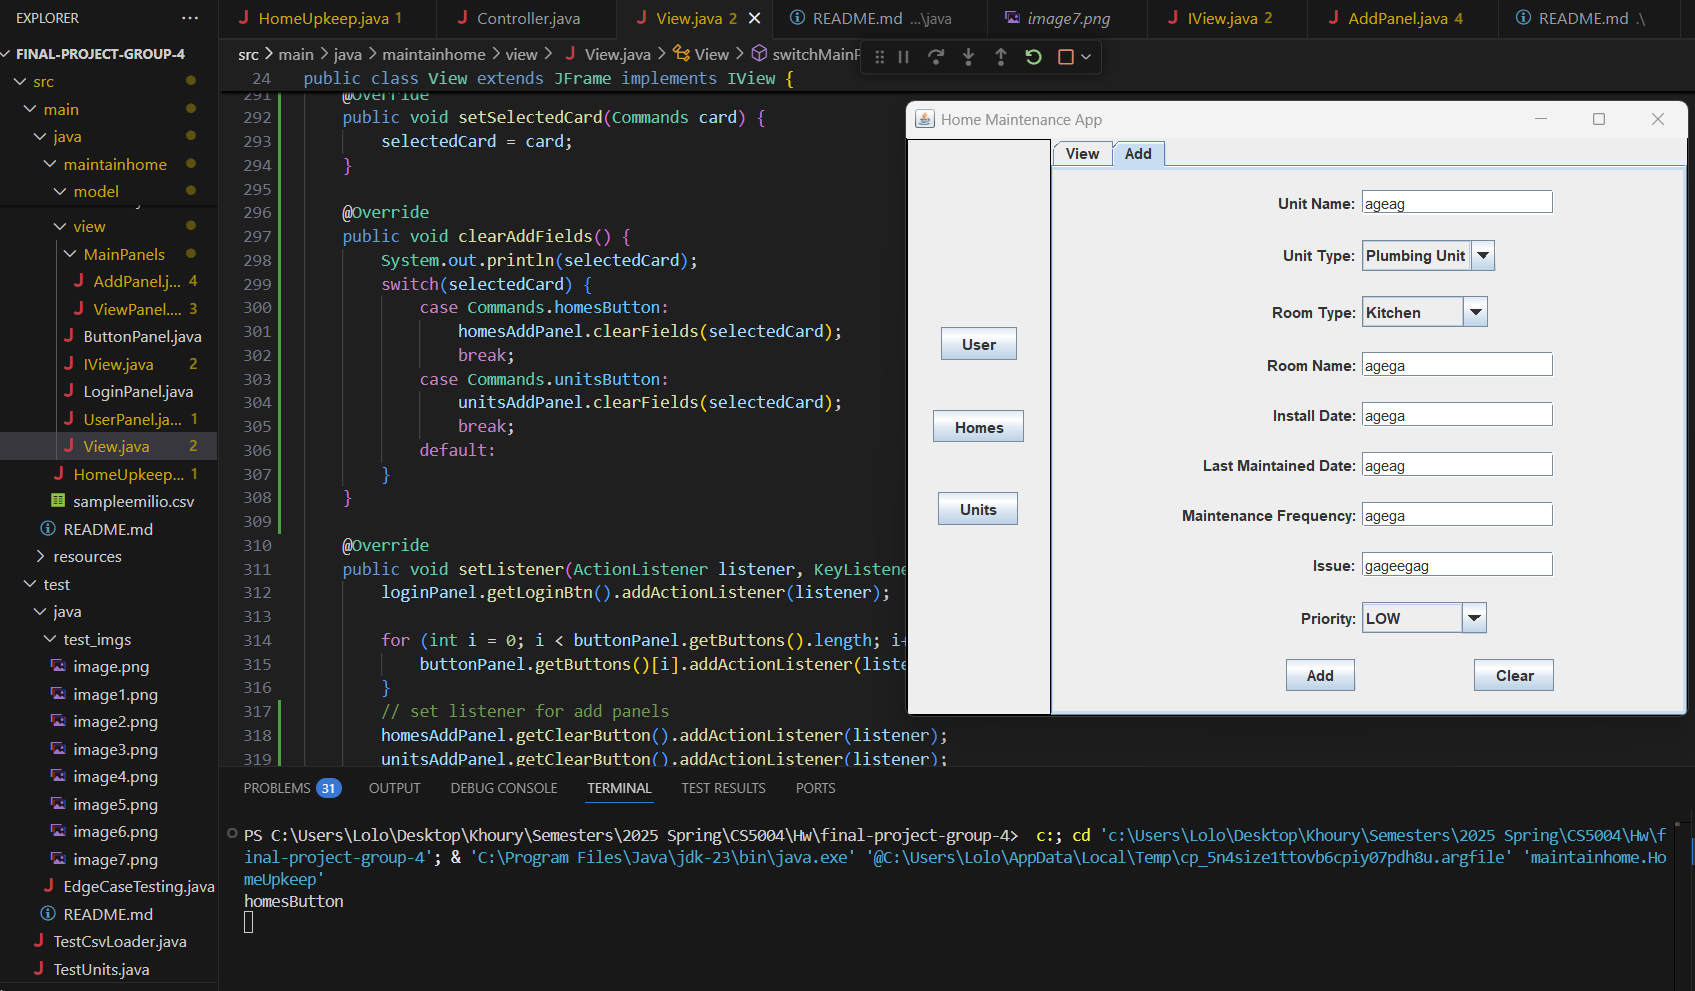 EXPLORER
FINAL-PROJECT-GROUP-4
src
main
java
maintainhome
model
view
MainPanels
AddPanel.j... 4
ViewPanel.... 3
ButtonPanel.java
IView.java 2
LoginPanel.java
UserPanel.ja... 1
View.java 2
HomeUpkeep... 1
sampleemilio.csv
README.md
resources
test
java
test_imgs
image.png
image1.png
image2.png
image3.png
image4.png
image5.png
image6.png
image7.png
EdgeCaseTesting.java
README.md
TestCsvLoader.java
TestUnits.java
HomeUpkeep.java 1
Controller.java
View.java 2
README.md ...\java
image7.png
IView.java 2
AddPanel.java 4
README.md .\
src > main > java > maintainhome > view > View.java > View > switchMainP
24 public class View extends JFrame implements IView {
291 @Override
292 public void setSelectedCard(Commands card) {
293 selectedCard = card;
294 }
295
296 @Override
297 public void clearAddFields() {
298 System.out.println(selectedCard);
299 switch(selectedCard) {
300 case Commands.homesButton:
301 homesAddPanel.clearFields(selectedCard);
302 break;
303 case Commands.unitsButton:
304 unitsAddPanel.clearFields(selectedCard);
305 break;
306 default:
307 }
308 }
309
310 @Override
311 public void setListener(ActionListener listener, KeyListene
312 loginPanel.getLoginBtn().addActionListener(listener);
313
314 for (int i = 0; i < buttonPanel.getButtons().length; i+
315 buttonPanel.getButtons()[i].addActionListener(liste
316 }
317 // set listener for add panels
318 homesAddPanel.getClearButton().addActionListener(listener);
319 unitsAddPanel.getClearButton().addActionListener(listener);
Home Maintenance App
User
Homes
Units
View Add
Unit Name: ageag
Unit Type: Plumbing Unit
Room Type: Kitchen
Room Name: agega
Install Date: agega
Last Maintained Date: ageag
Maintenance Frequency: agega
Issue: gageegag
Priority: LOW
Add Clear
PROBLEMS 31 OUTPUT DEBUG CONSOLE TERMINAL TEST RESULTS PORTS
PS C:\Users\Lolo\Desktop\Khoury\Semesters\2025 Spring\CS5004\Hw\final-project-group-4> c:; cd 'c:\Users\Lolo\Desktop\Khoury\Semesters\2025 Spring\CS5004\Hw\f
inal-project-group-4'; & 'C:\Program Files\Java\jdk-23\bin\java.exe' '@C:\Users\Lolo\AppData\Local\Temp\cp_5n4size1ttovb6cpiy07pdh8u.argfile' 'maintainhome.Ho
meUpkeep'
homesButton